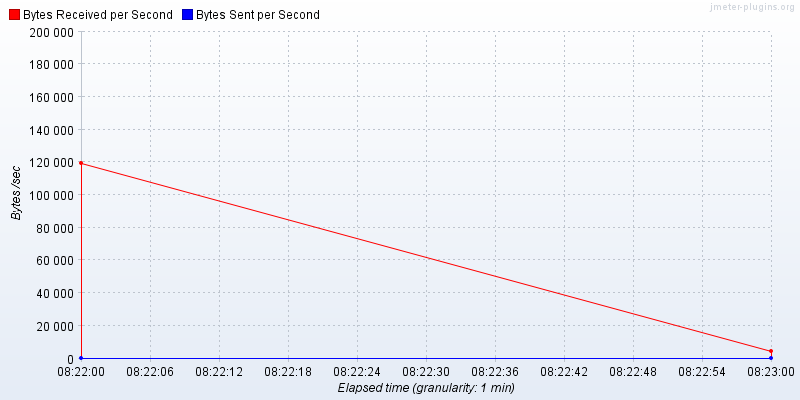 jmeter-plugins.org
Bytes Received per Second Bytes Sent per Second
200 000
180 000
160 000
140 000
120 000
100 000
80 000
60 000
40 000
20 000
0
Bytes /sec
08:22:00 08:22:06 08:22:12 08:22:18 08:22:24 08:22:30 08:22:36 08:22:42 08:22:48 08:22:54 08:23:00
Elapsed time (granularity: 1 min)